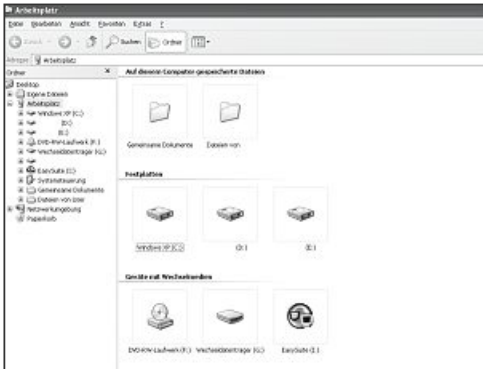 Arbeitsplatz
Datei Bearbeiten Ansicht Favoriten Extras ?
Zurück Suchen Ordner
Adresse Arbeitsplatz
Ordner X
Desktop
Eigene Dateien
Arbeitsplatz
Windows XP (C:)
(D:)
(E:)
DVD-RW-Laufwerk (F:)
Wechseldatenträger (G:)
EasySuite (I:)
Systemsteuerung
Gemeinsame Dokumente
Dateien von User
Netzwerkumgebung
Papierkorb
Auf diesem Computer gespeicherte Dateien
Gemeinsame Dokumente Dateien von
Festplatten
Windows XP (C:) (D:) (E:)
Geräte mit Wechselmedien
DVD-RW-Laufwerk (F:) Wechseldatenträger (G:) EasySuite (I:)